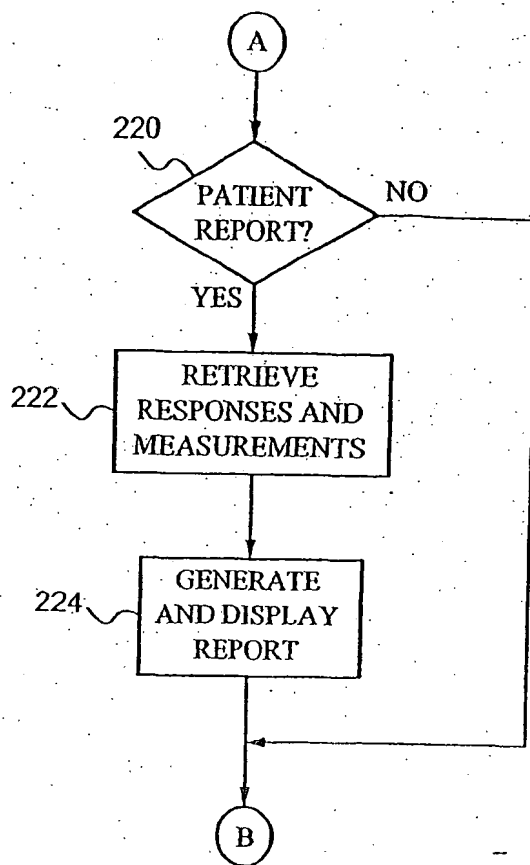 A
220
PATIENT
REPORT?
NO
YES
222
RETRIEVE
RESPONSES AND
MEASUREMENTS
224
GENERATE
AND DISPLAY
REPORT
B